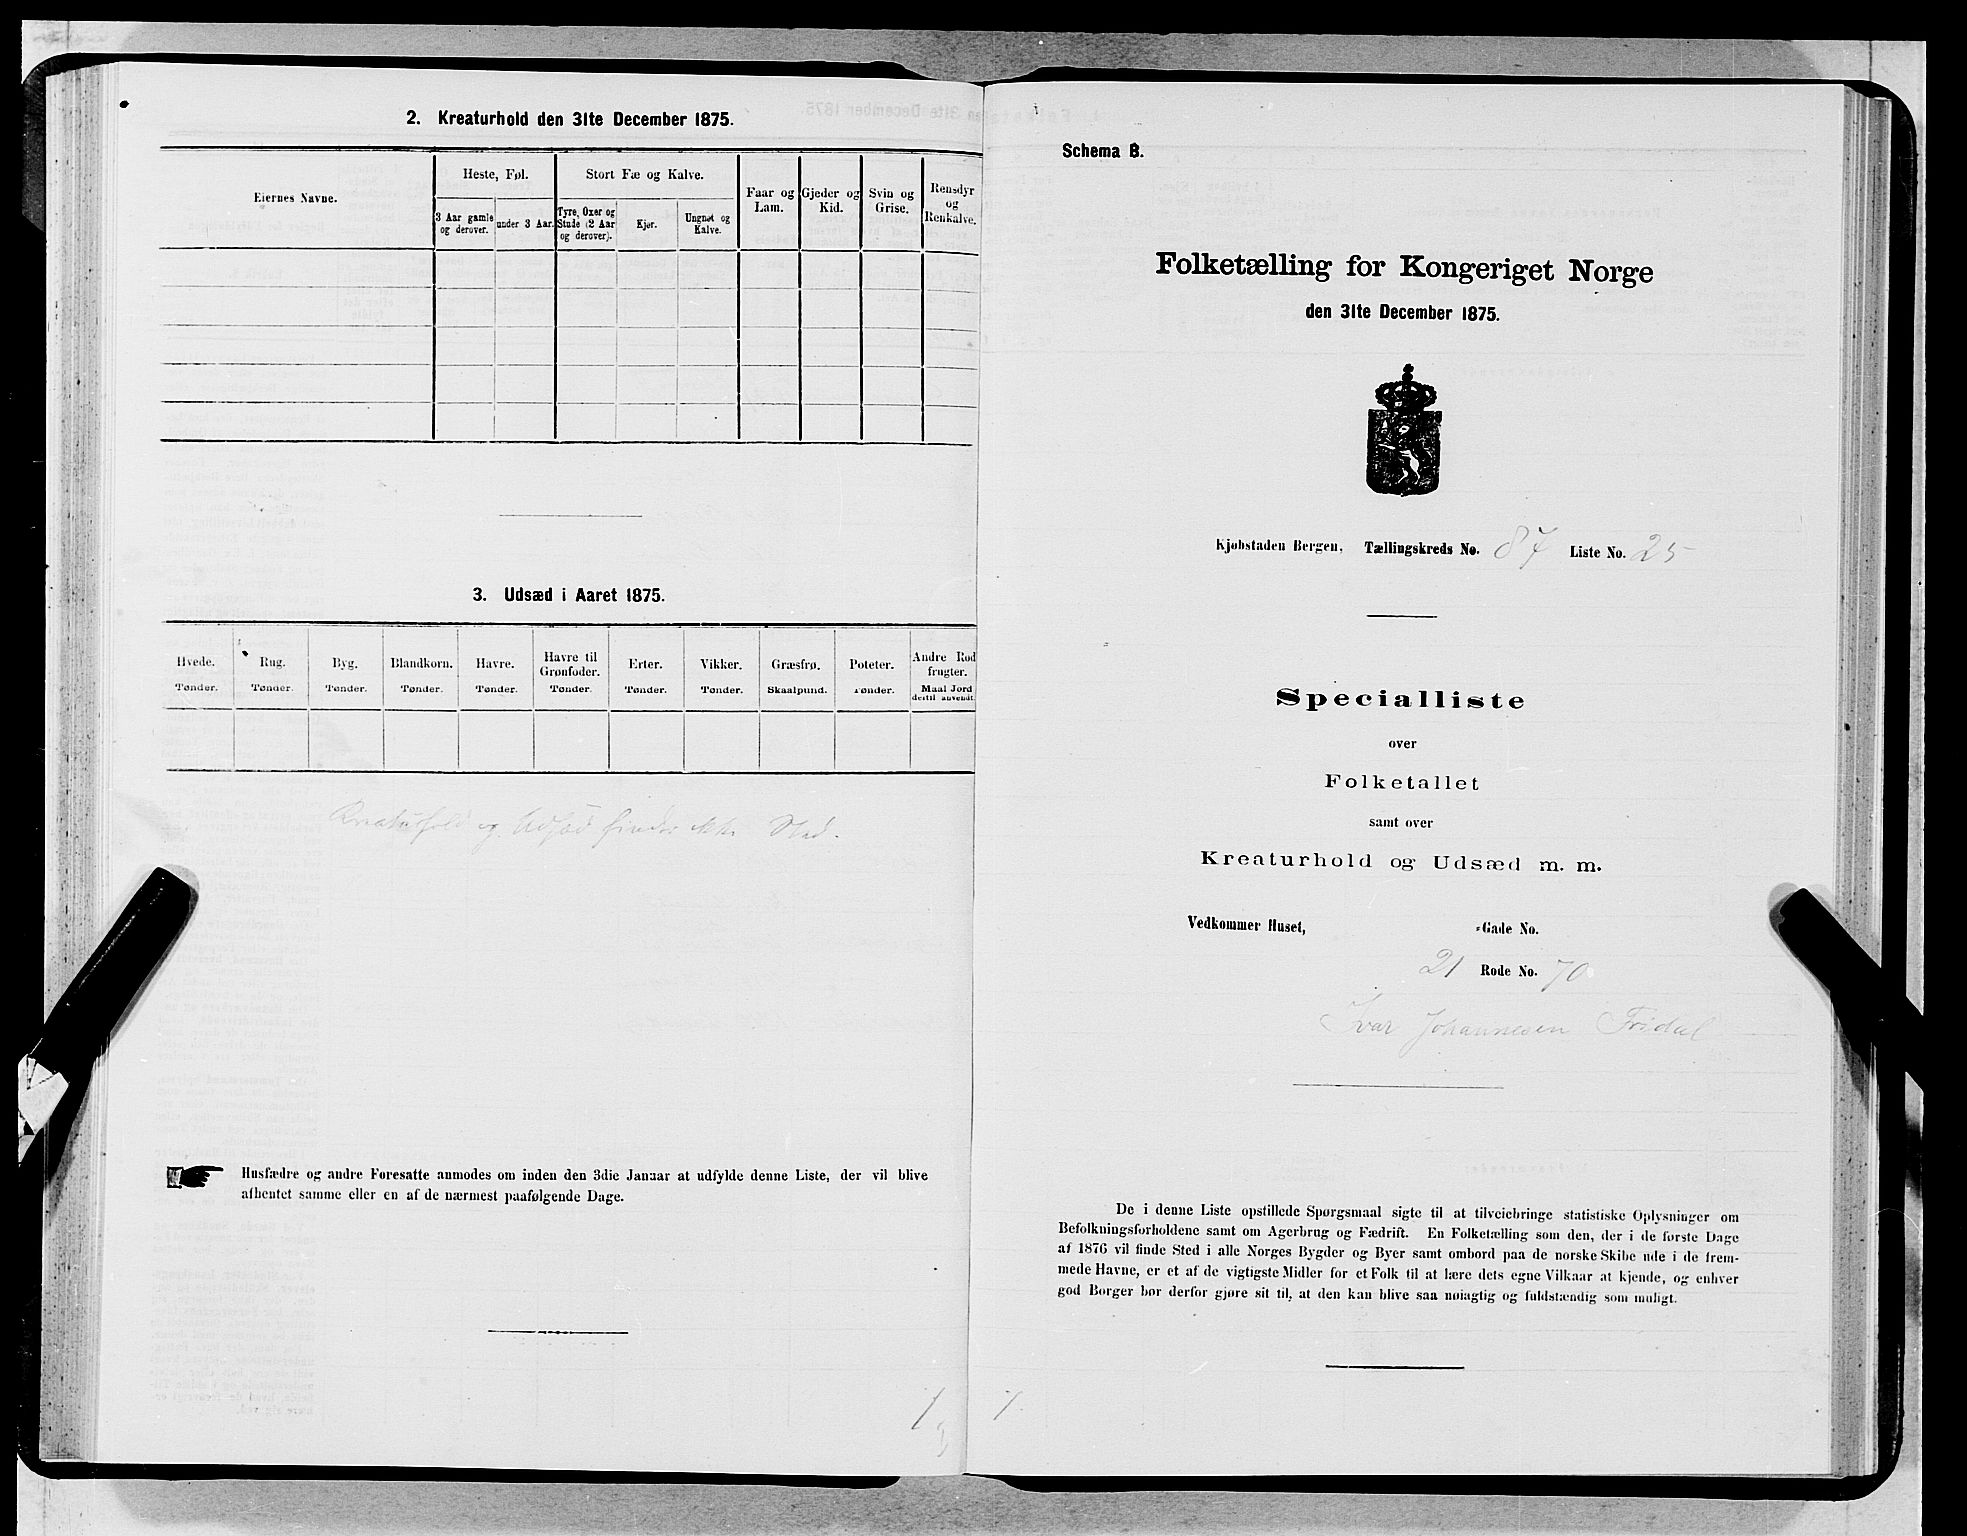 2. Kreaturhold den 31te December 1875.
Eiernes Navne.
Heste, Føl.
Stort Fæ og Kalve.
Faar og
Lam.
Gjeder og
Kid.
Svin og
Grise.
Rensdyr
og
Renkalve.
3 Aar gamle
og derover.
under 3 Aar.
Tyre, Oxer og
Stude (2 Aar
og derover).
Kjør.
Ungnøt og
Kalve.
3. Udsæd i Aaret 1875.
Hvede.
Tønder.
Rug.
Tønder.
Byg.
Tønder.
Blandkorn.
Tønder.
Havre.
Tønder.
Havre til
Grønfoder.
Tønder.
Erter.
Tønder.
Vikker.
Tønder.
Græsfrø.
Skaalpund.
Poteter.
Tønder.
Andre Rod
frugter.
Maal Jord
dertil anvendt.
Kreaturhold og Udsæd finder ikke Sted.
Husfædre og andre Foresatte anmodes om inden den 3die Januar at udfylde denne Liste, der vil blive
afhentet samme eller en af de nærmest paafølgende Dage.
Schema B.
Folketælling for Kongeriget Norge
den 31te December 1875.
Kjøbstaden Bergen, Tællingskreds No. 87 Liste No. 25
Specialliste
over
Folketallet
samt over
Kreaturhold og Udsæd m. m.
Vedkommer Huset, -Gade No.
21 Rode No. 70
Ivar Johannesen Fridal
De i denne Liste opstillede Spørgsmaal sigte til at tilveiebringe statistiske Oplysninger om
Befolkningsforholdene samt om Agerbrug og Fædrift. En Folketælling som den, der i de første Dage
af 1876 vil finde Sted i alle Norges Bygder og Byer samt ombord paa de norske Skibe ude i de frem-
mede Havne, er et af de vigtigste Midler for et Folk til at lære dets egne Vilkaar at kjende, og enhver
god Borger bør derfor gjøre sit til, at den kan blive saa nøiagtig og fuldstændig som muligt.